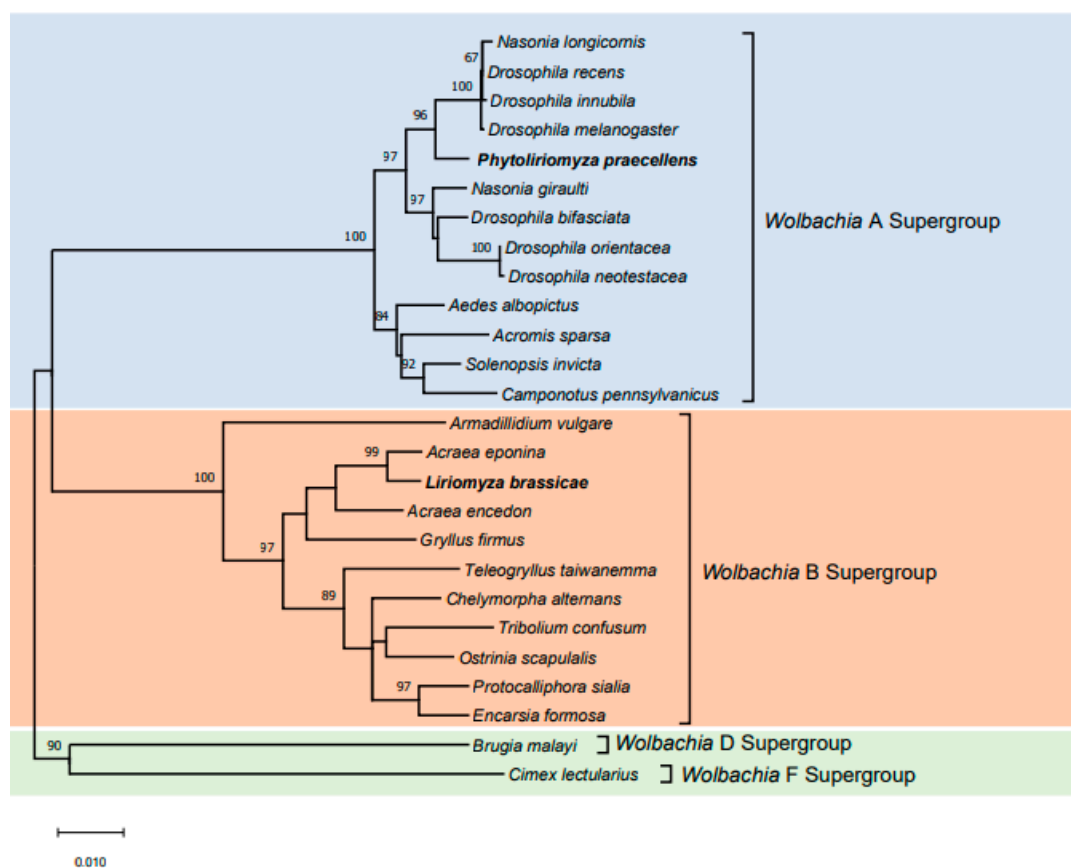 Nasonia longicornis
67
Drosophila recens
100
Drosophila innubila
96
Drosophila melanogaster
97
Phytoliriomyza praecellens
97
Nasonia giraulti
Drosophila bifasciata
Wolbachia A Supergroup
100
100
Drosophila orientacea
Drosophila neotestacea
84
Aedes albopictus
Acromis sparsa
92
Solenopsis invicta
Camponotus pennsylvanicus
Armadillidium vulgare
99
Acraea eponina
100
Liriomyza brassicae
Acraea encedon
97
Gryllus firmus
89
Teleogryllus taiwanemma
Wolbachia B Supergroup
Chelymorpha alternans
Tribolium confusum
Ostrinia scapulalis
97
Protocalliphora sialia
Encarsia formosa
90
Brugia malayi
Wolbachia D Supergroup
Cimex lectularius
Wolbachia F Supergroup
0.010